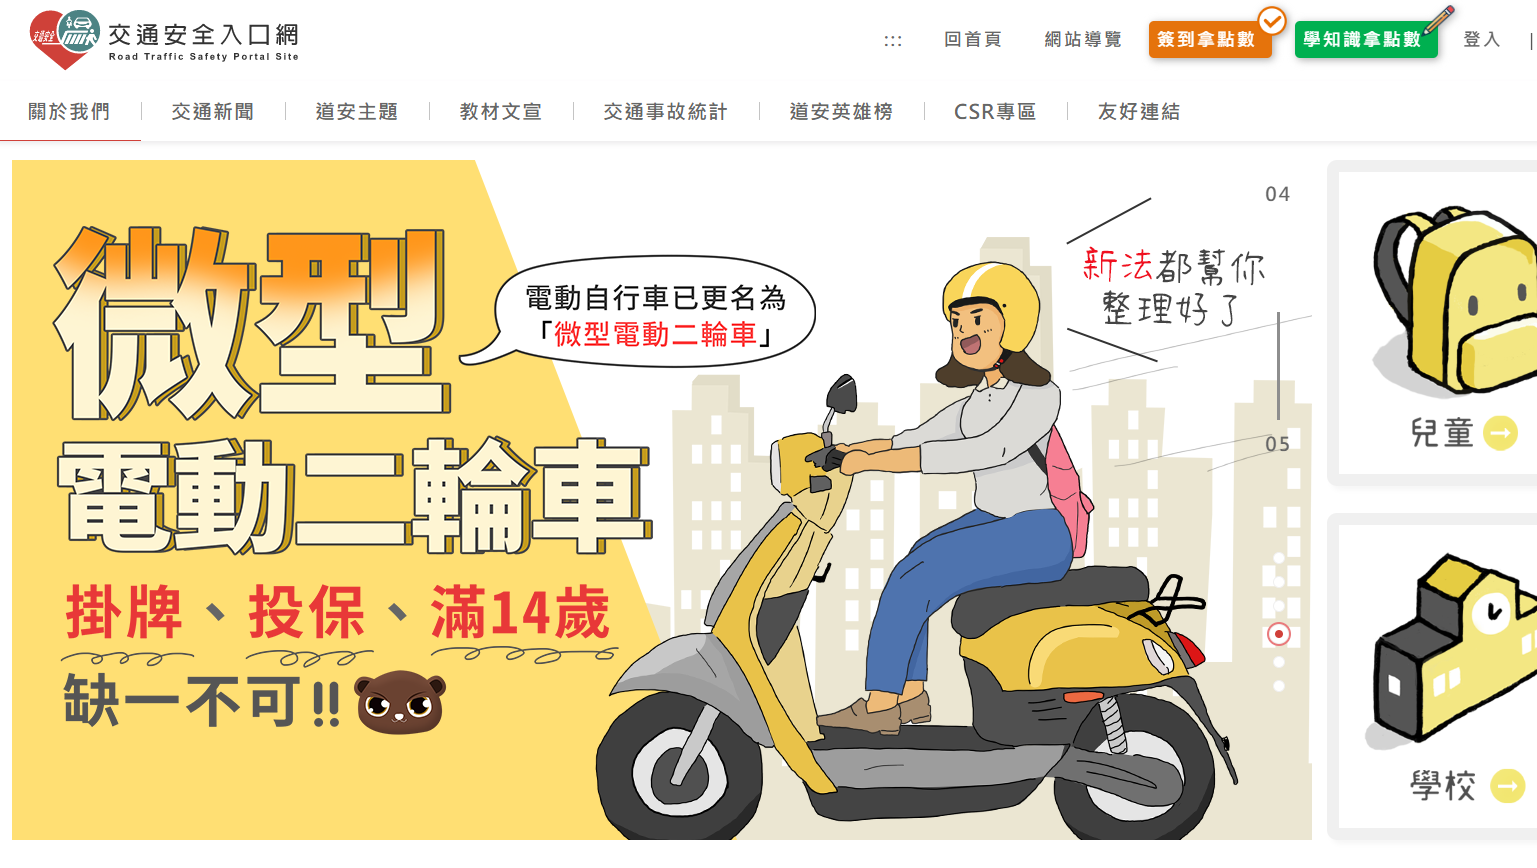 交通安全
交通安全入口網
Road Traffic Safety Portal Site
:::
回首頁
網站導覽
簽到拿點數
學知識拿點數
登入
|
關於我們
交通新聞
道安主題
教材文宣
交通事故統計
道安英雄榜
CSR專區
友好連結
微型
電動二輪車
掛牌、投保、滿14歲
缺一不可!!
電動自行車已更名為
「微型電動二輪車」
新法都幫你
整理好了
04
05
兒童
學校